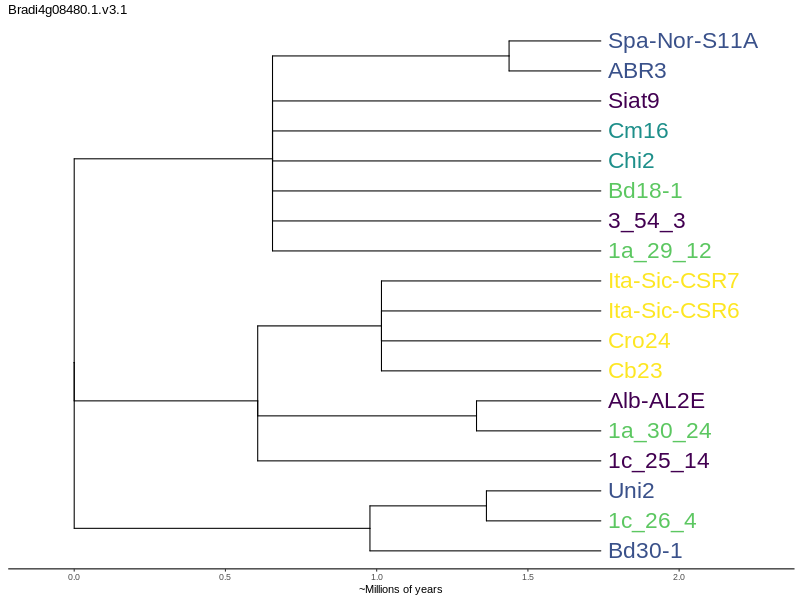 Bradi4g08480.1.v3.1
Spa-Nor-S11A
ABR3
Siat9
Cm16
Chi2
Bd18-1
3_54_3
1a_29_12
Ita-Sic-CSR7
Ita-Sic-CSR6
Cro24
Cb23
Alb-AL2E
1a_30_24
1c_25_14
Uni2
1c_26_4
Bd30-1
0.0 0.5 1.0 1.5 2.0
~Millions of years